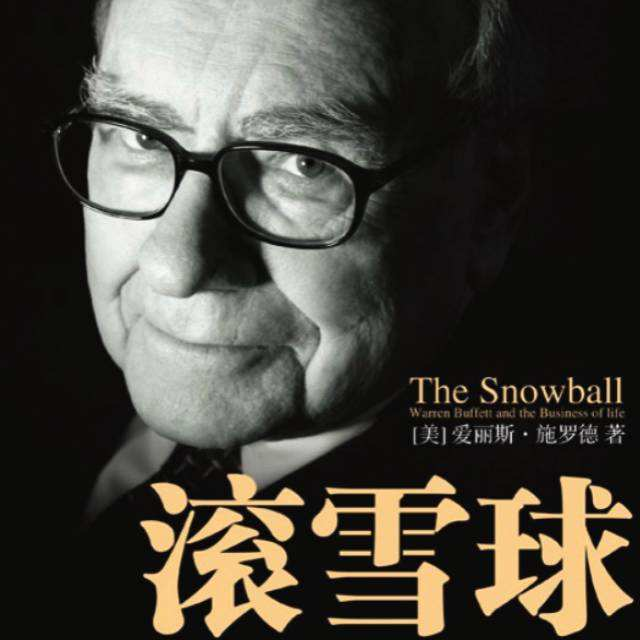 The Snowball
Warren Buffett and the Business of life
[美] 爱丽斯·施罗德 著
滚雪球